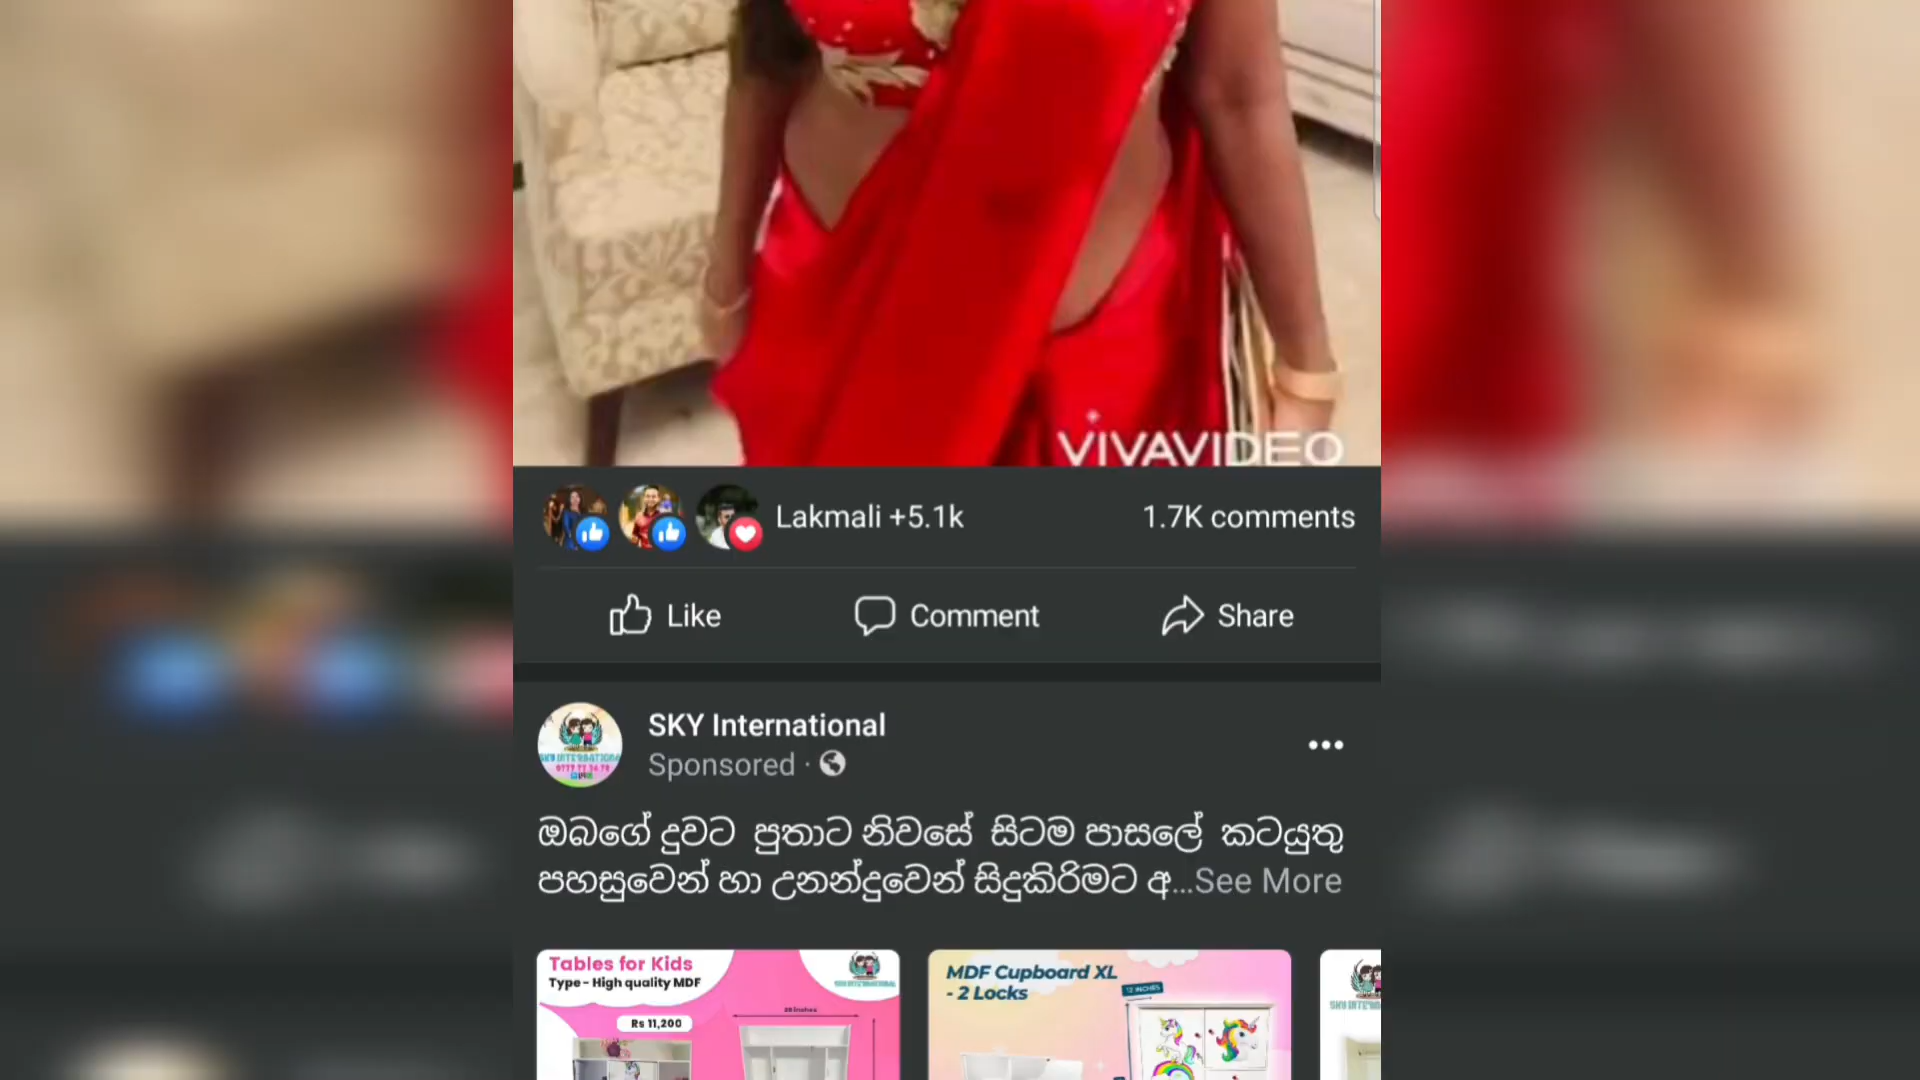 VIVAVIDEO
Lakmali +5.1k
1.7K comments
Like
Comment
Share
SKY International
Sponsored ·
ඔබගේ දුවට පුතාට නිවසේ සිටම පාසලේ කටයුතු
පහසුවෙන් හා උනන්දුවෙන් සිදුකිරිමට අ...See More
Tables for Kids
Type - High quality MDF
Rs 11,200
MDF Cupboard XL
- 2 Locks
12 INCHES